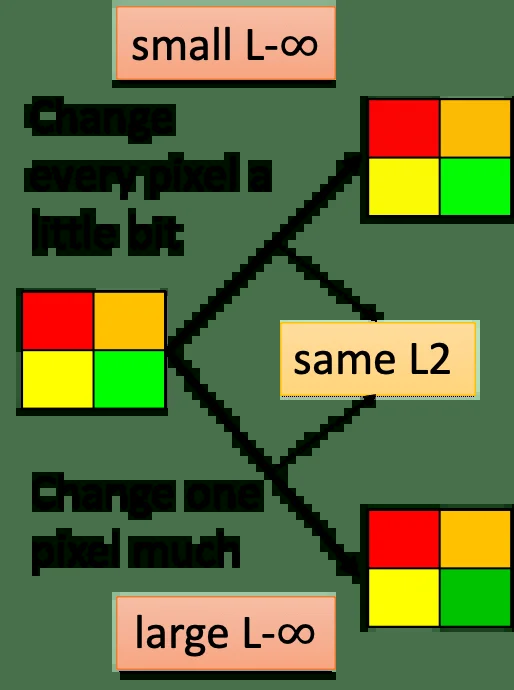 small L-∞
Change
every pixel a
little bit
same L2
Change one
pixel much
large L-∞